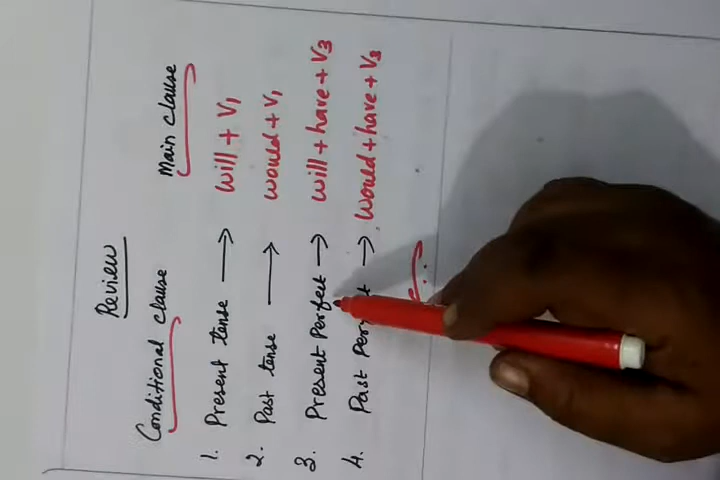 Review
Conditional clause Main clause
1. Present tense → Will + V1
2. Past tense → Would + V1
3. Present Perfect → Will + have + V3
4. Past → Would + have + V3